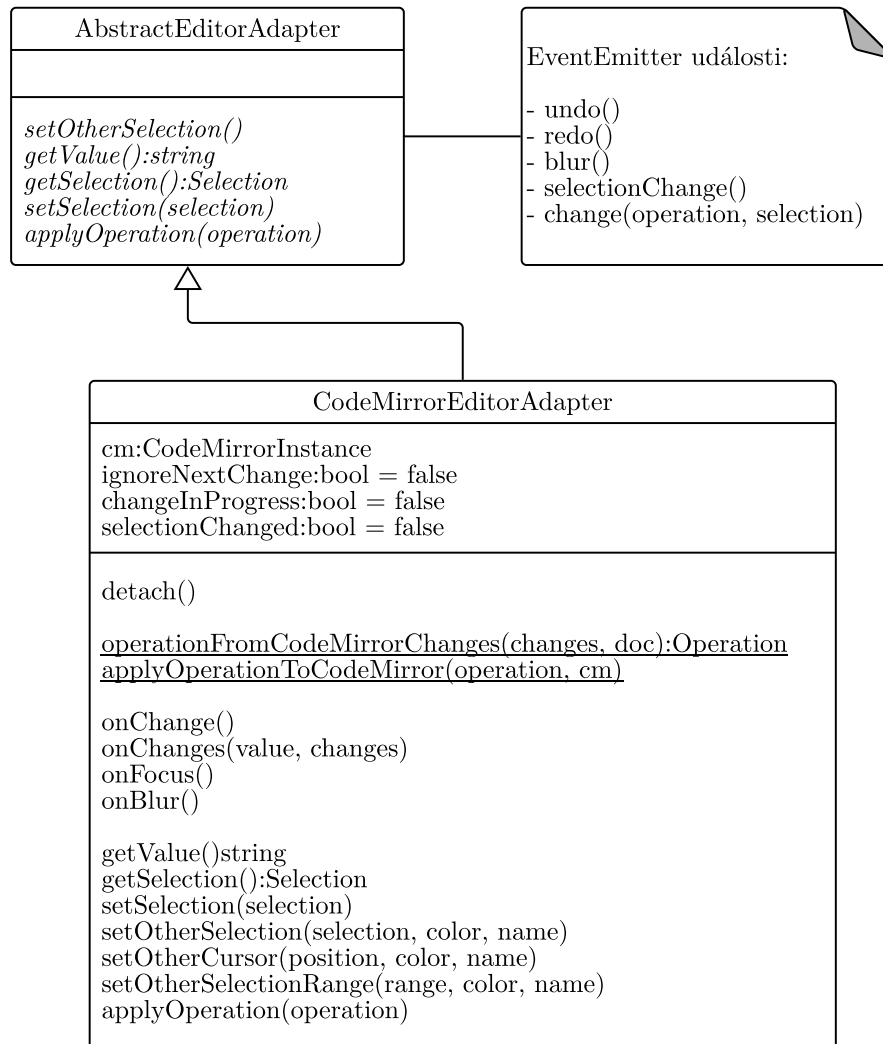 AbstractEditorAdapter
setOtherSelection()
getValue():string
getSelection():Selection
setSelection(selection)
applyOperation(operation)
EventEmitter události:
- undo()
- redo()
- blur()
- selectionChange()
- change(operation, selection)
CodeMirrorEditorAdapter
cm:CodeMirrorInstance
ignoreNextChange:bool = false
changeInProgress:bool = false
selectionChanged:bool = false
detach()
operationFromCodeMirrorChanges(changes, doc):Operation
applyOperationToCodeMirror(operation, cm)
onChange()
onChanges(value, changes)
onFocus()
onBlur()
getValue()string
getSelection():Selection
setSelection(selection)
setOtherSelection(selection, color, name)
setOtherCursor(position, color, name)
setOtherSelectionRange(range, color, name)
applyOperation(operation)